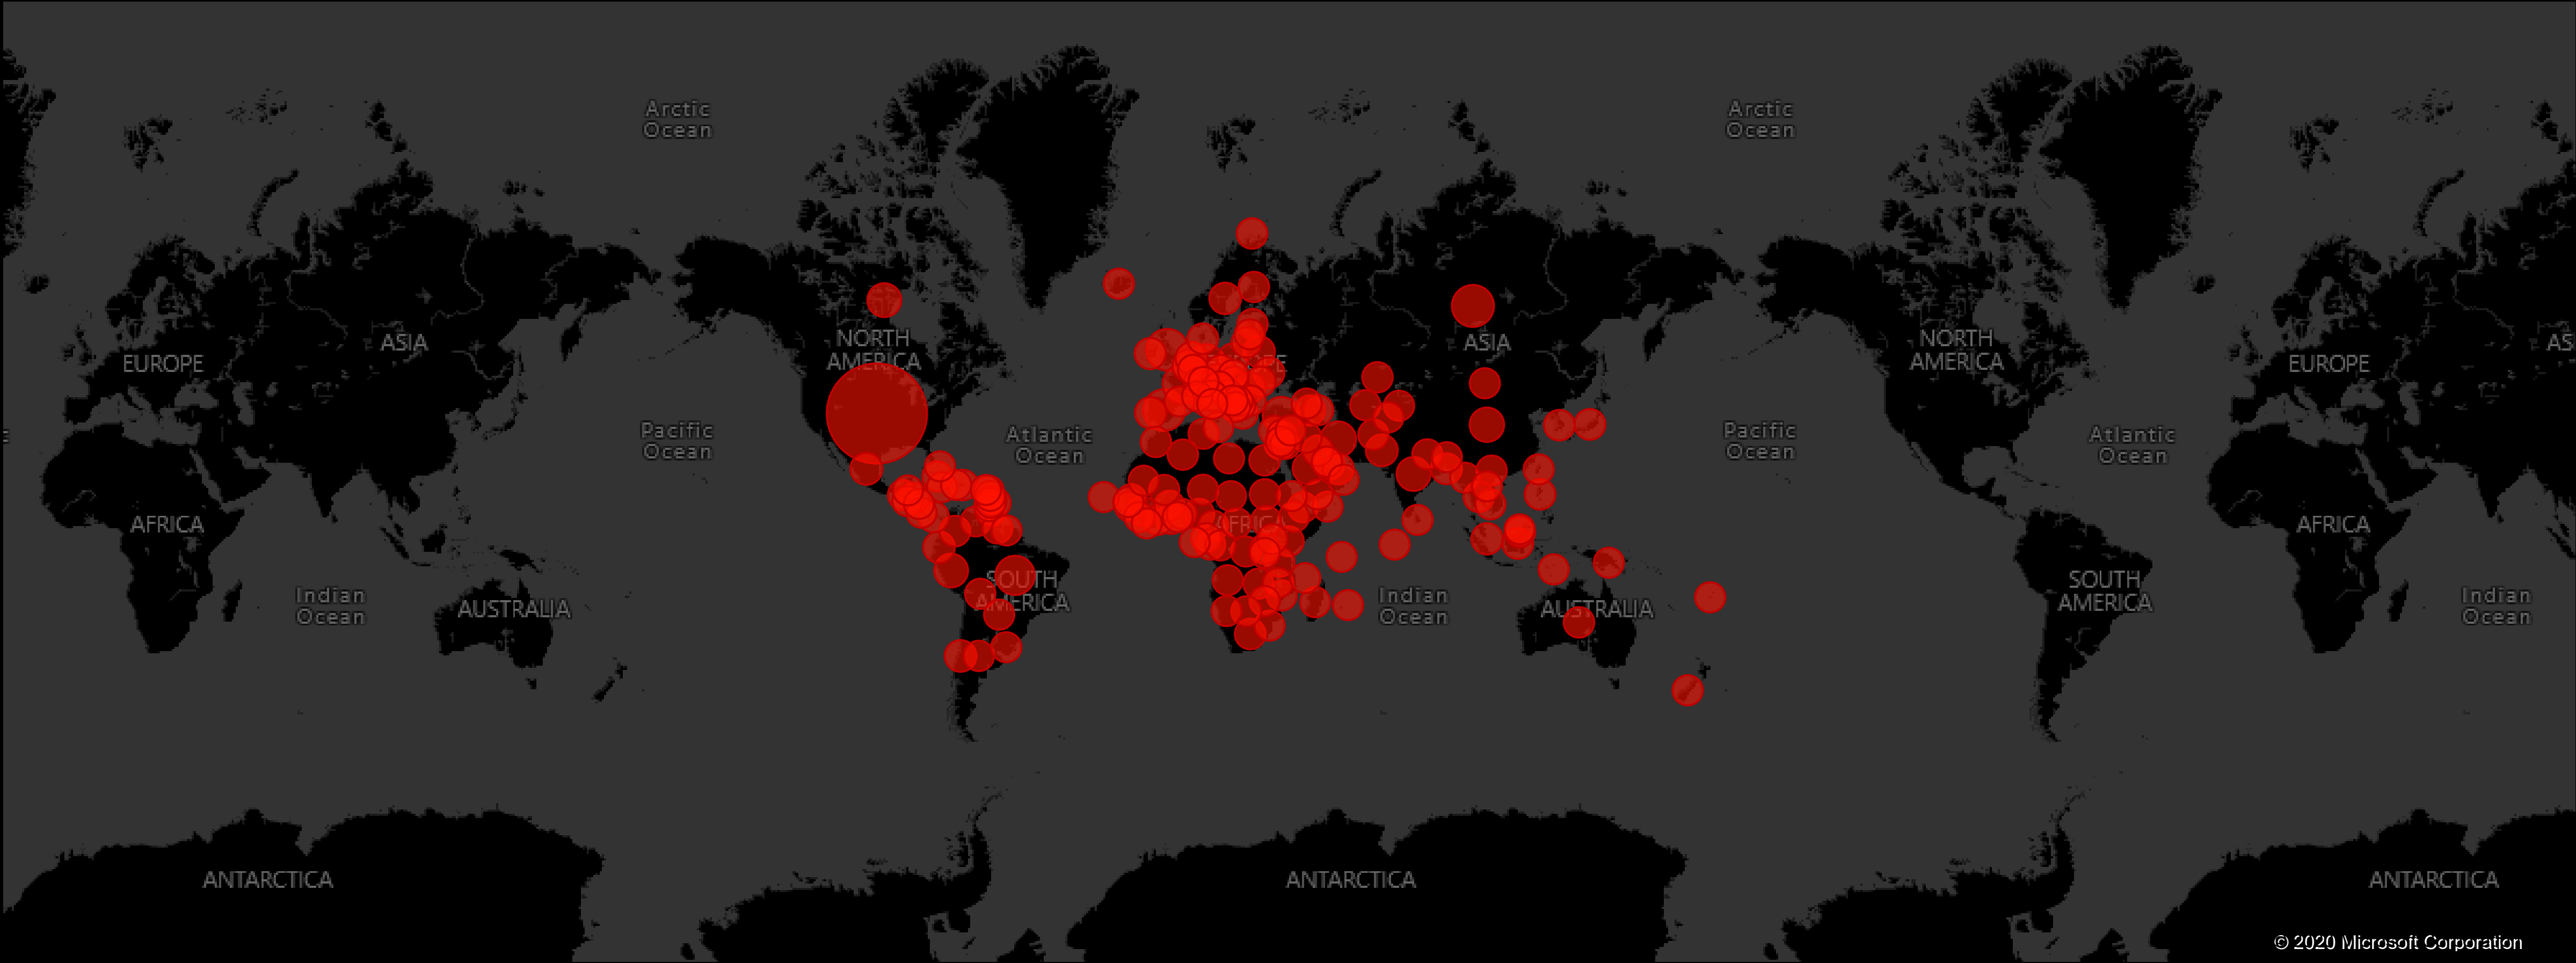 Arctic
Ocean
Arctic
Ocean
NORTH
AMERICA
ASIA
EUROPE
ASIA
NORTH
AMERICA
EUROPE
AS
Pacific
Ocean
Atlantic
Ocean
Pacific
Ocean
Atlantic
Ocean
AFRICA
AFRICA
AFRICA
Indian
Ocean
AUSTRALIA
SOUTH
AMERICA
Indian
Ocean
AUSTRALIA
SOUTH
AMERICA
Indian
Ocean
ANTARCTICA
ANTARCTICA
ANTARCTICA
© 2020 Microsoft Corporation